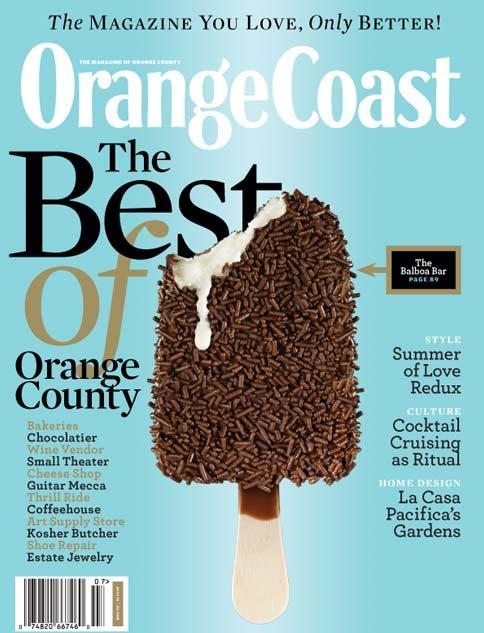 The Magazine You Love, Only Better!
THE MAGAZINE OF ORANGE COUNTY
OrangeCoast
The
Best
of
Orange
County
Bakeries
Chocolatier
Wine Vendor
Small Theater
Cheese Shop
Guitar Mecca
Thrill Ride
Coffeehouse
Art Supply Store
Kosher Butcher
Shoe Repair
Estate Jewelry
The
Balboa Bar
PAGE 89
STYLE
Summer
of Love
Redux
CULTURE
Cocktail
Cruising
as Ritual
HOME DESIGN
La Casa
Pacifica's
Gardens
07>
0 74820 66746 0